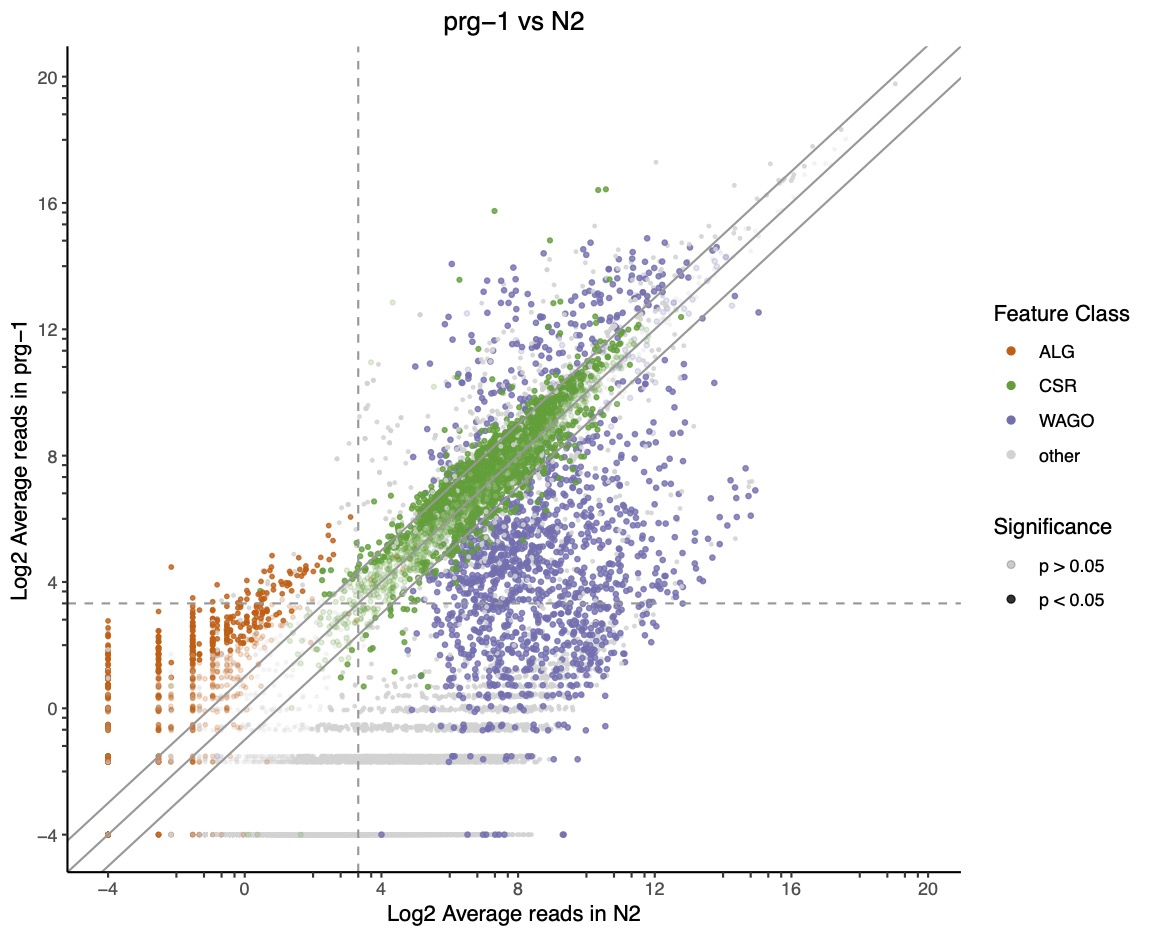 prg−1 vs N2
Log2 Average reads in prg−1
20
16
12
8
4
0
−4
−4
0
4
8
12
16
20
Log2 Average reads in N2
Feature Class
ALG
CSR
WAGO
other
Significance
p > 0.05
p < 0.05